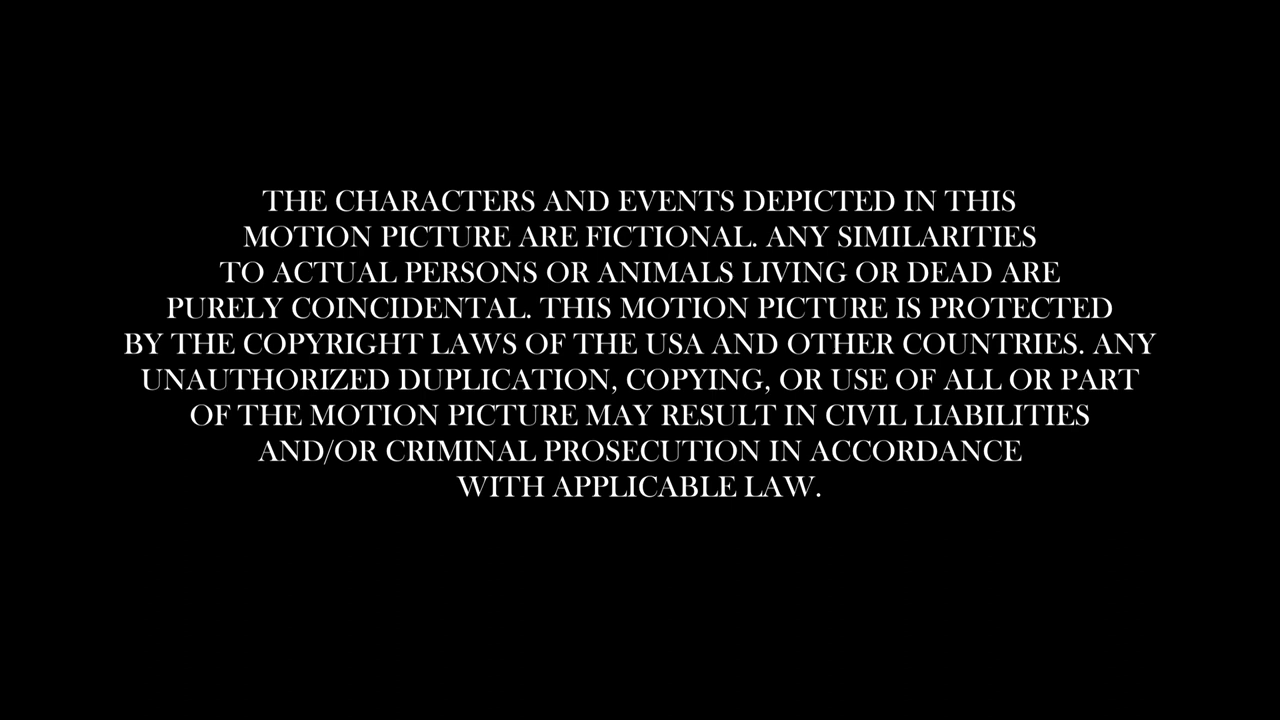 THE CHARACTERS AND EVENTS DEPICTED IN THIS
MOTION PICTURE ARE FICTIONAL. ANY SIMILARITIES
TO ACTUAL PERSONS OR ANIMALS LIVING OR DEAD ARE
PURELY COINCIDENTAL. THIS MOTION PICTURE IS PROTECTED
BY THE COPYRIGHT LAWS OF THE USA AND OTHER COUNTRIES. ANY
UNAUTHORIZED DUPLICATION, COPYING, OR USE OF ALL OR PART
OF THE MOTION PICTURE MAY RESULT IN CIVIL LIABILITIES
AND/OR CRIMINAL PROSECUTION IN ACCORDANCE
WITH APPLICABLE LAW.